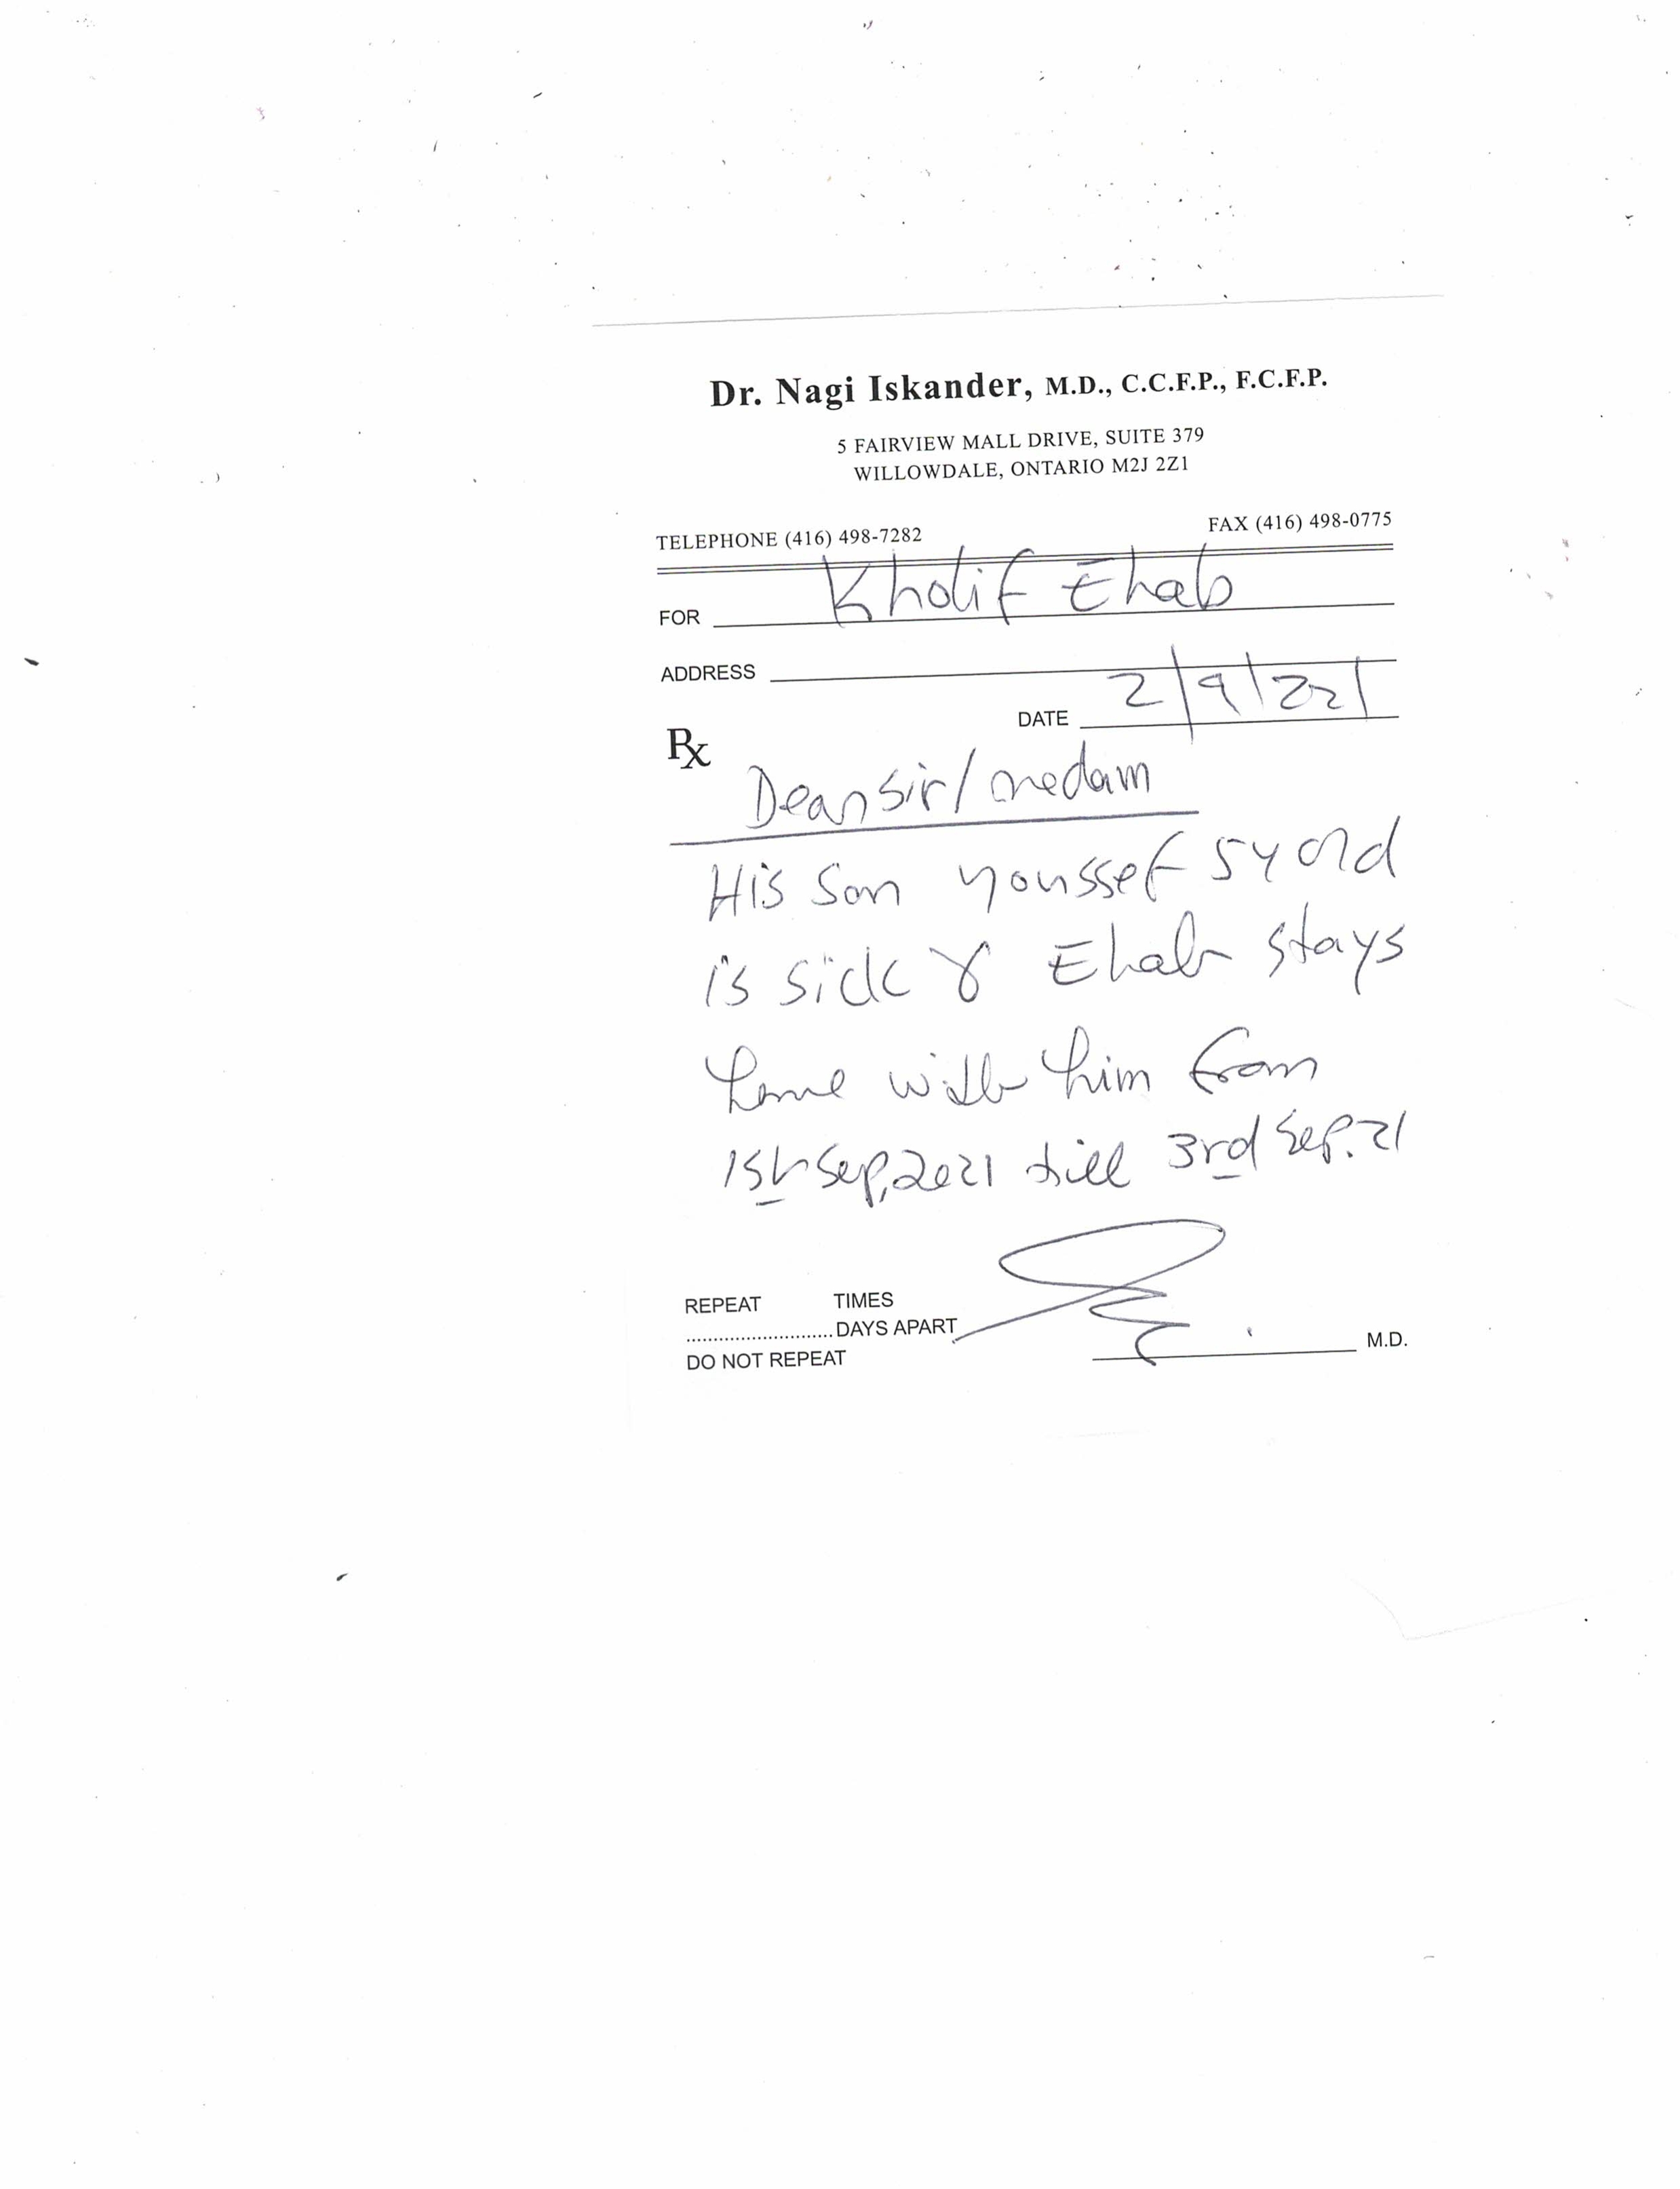 Dr. Nagi Iskander, M.D., C.C.F.P., F.C.F.P.
5 FAIRVIEW MALL DRIVE, SUITE 379
WILLOWDALE, ONTARIO M2J 2Z1
TELEPHONE (416) 498-7282 FAX (416) 498-0775
FOR Kholif Ehab
ADDRESS
DATE 2/9/2021
Rx
Dear Sir/madam
His son youssef 5y old
is sick & Ehab stays
home with him from
1st Sep, 2021 till 3rd Sep. 21
REPEAT TIMES
DAYS APART
DO NOT REPEAT M.D.